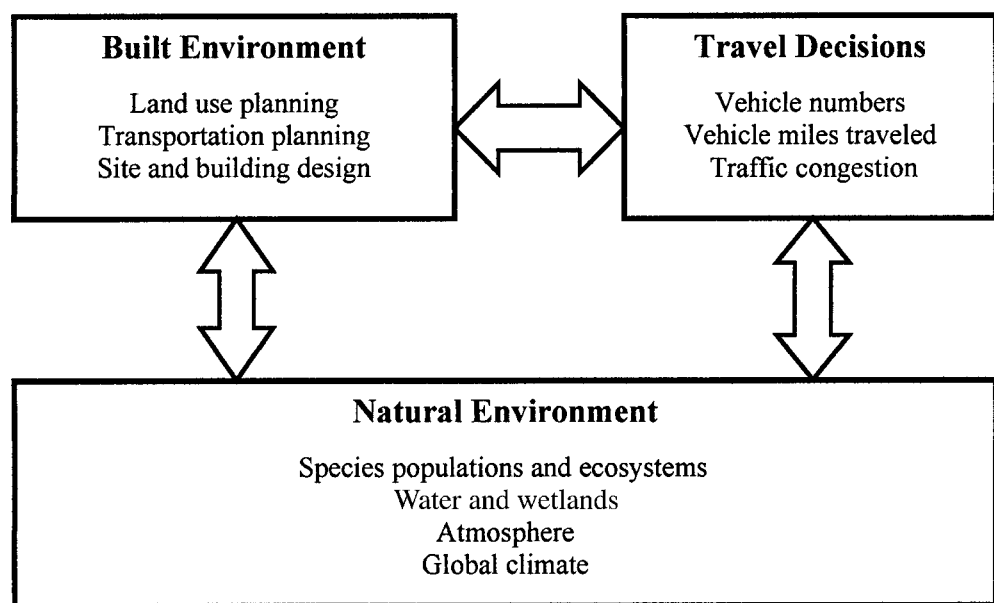 Built Environment
Land use planning
Transportation planning
Site and building design
Travel Decisions
Vehicle numbers
Vehicle miles traveled
Traffic congestion
Natural Environment
Species populations and ecosystems
Water and wetlands
Atmosphere
Global climate